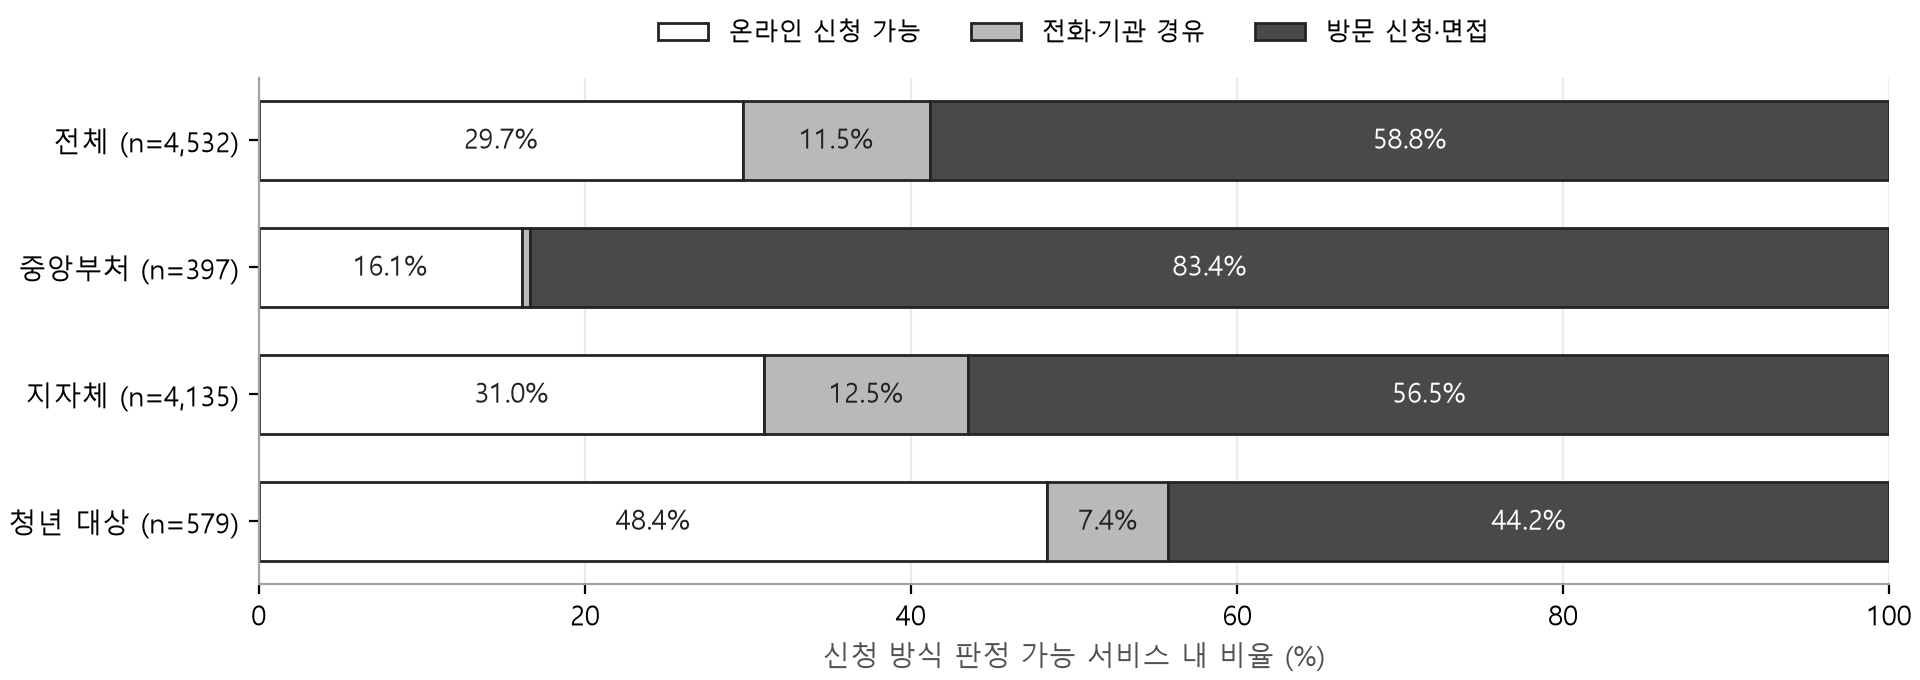 온라인 신청 가능 전화·기관 경유 방문 신청·면접
전체 (n=4,532) 29.7% 11.5% 58.8%
중앙부처 (n=397) 16.1% 83.4%
지자체 (n=4,135) 31.0% 12.5% 56.5%
청년 대상 (n=579) 48.4% 7.4% 44.2%
0 20 40 60 80 100
신청 방식 판정 가능 서비스 내 비율 (%)